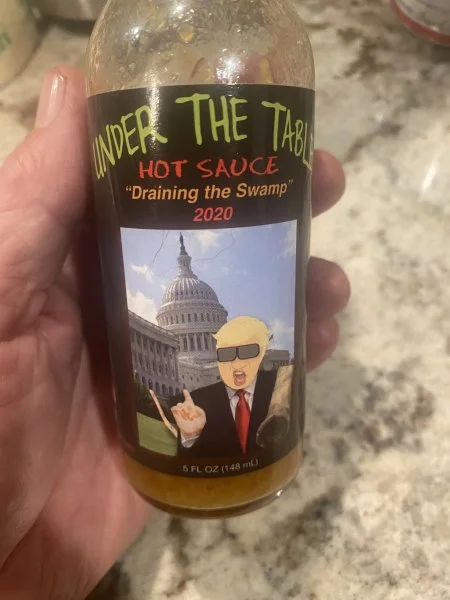 UNDER THE TABLE
HOT SAUCE
"Draining the Swamp"
2020
5 FL OZ (148 mL)